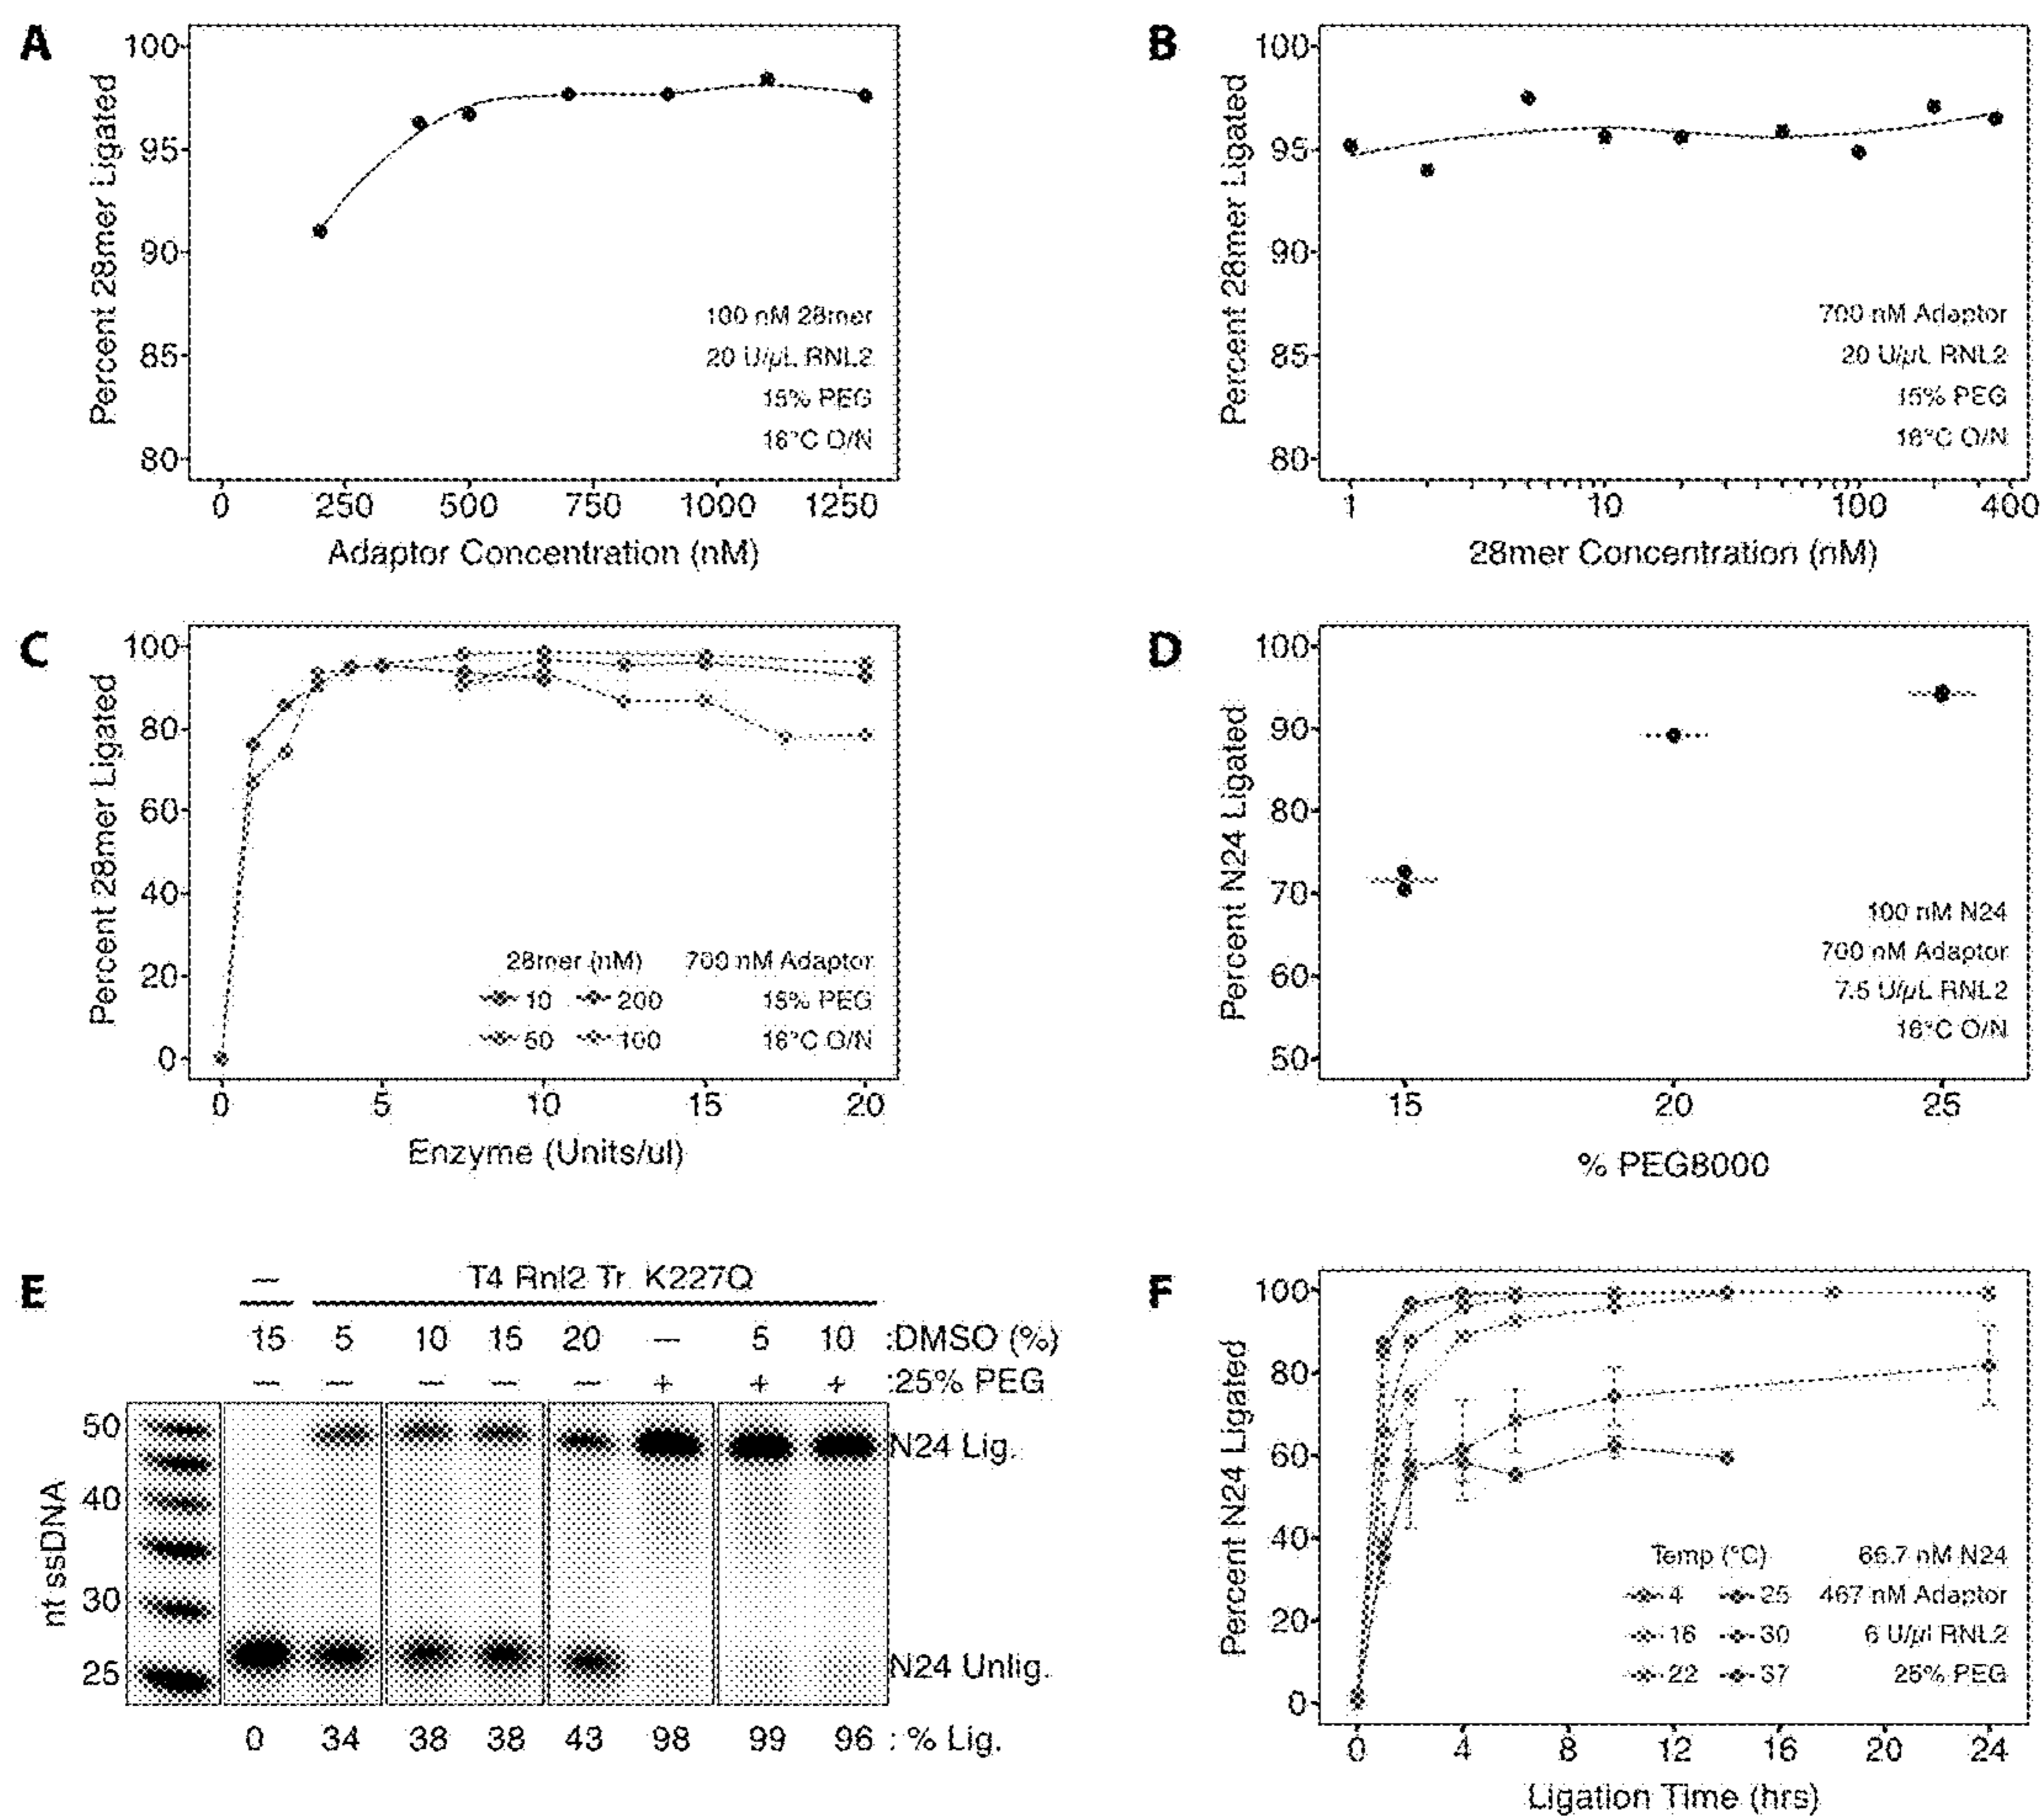 A
100
95
90
85
80
Percent 28mer Ligated
100 nM 28mer
20 U/µL RNL2
15% PEG
16°C O/N
0 250 500 750 1000 1250
Adaptor Concentration (nM)
B
100
95
90
85
80
Percent 28mer Ligated
700 nM Adaptor
20 U/µL RNL2
15% PEG
16°C O/N
1 10 100 400
28mer Concentration (nM)
C
100
80
60
40
20
0
Percent 28mer Ligated
28mer (nM) 700 nM Adaptor
10 200 15% PEG
50 100 16°C O/N
0 5 10 15 20
Enzyme (Units/ul)
D
100
90
80
70
60
50
Percent N24 Ligated
100 nM N24
700 nM Adaptor
7.5 U/µL RNL2
16°C O/N
15 20 25
% PEG8000
E
— T4 Rnl2 Tr. K227Q
15 5 10 15 20 — 5 10 :DMSO (%)
— — — — — + + + :25% PEG
50
40
30
25
nt ssDNA
N24 Lig.
N24 Unlig.
0 34 38 38 43 98 99 96 : % Lig.
F
100
80
60
40
20
0
Percent N24 Ligated
Temp (°C) 66.7 nM N24
4 25 467 nM Adaptor
16 30 6 U/µl RNL2
22 37 25% PEG
0 4 8 12 16 20 24
Ligation Time (hrs)